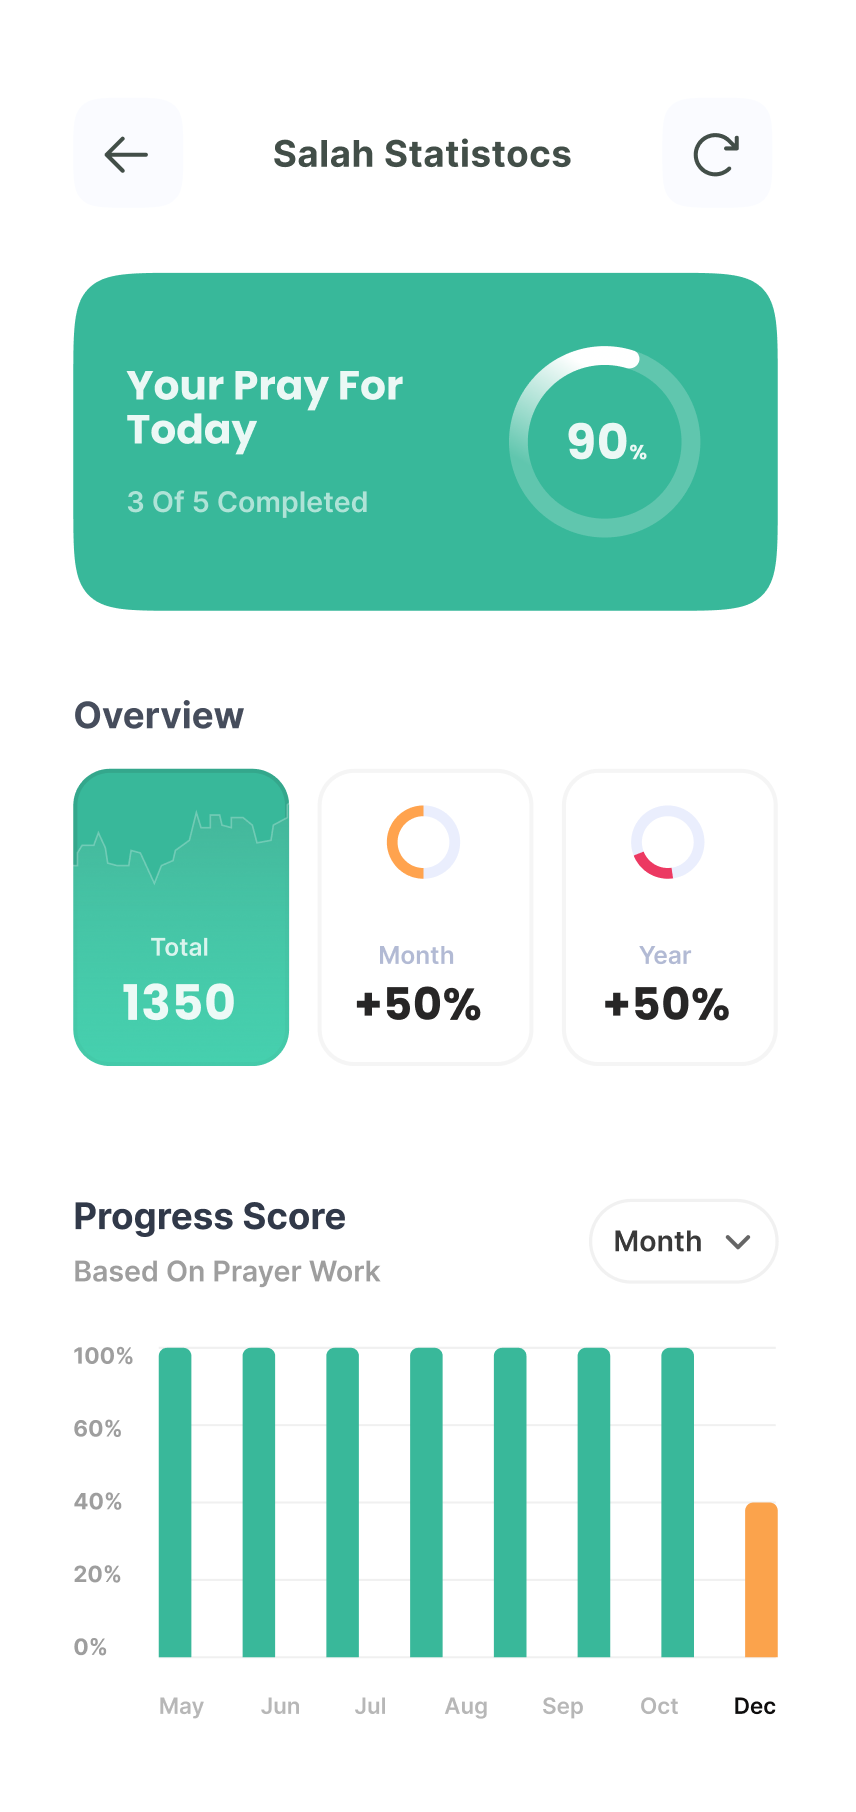 Salah Statistocs
Your Pray For
Today
3 Of 5 Completed
90%
Overview
Total
1350
Month
+50%
Year
+50%
Progress Score
Based On Prayer Work
Month
100%
60%
40%
20%
0%
May Jun Jul Aug Sep Oct Dec